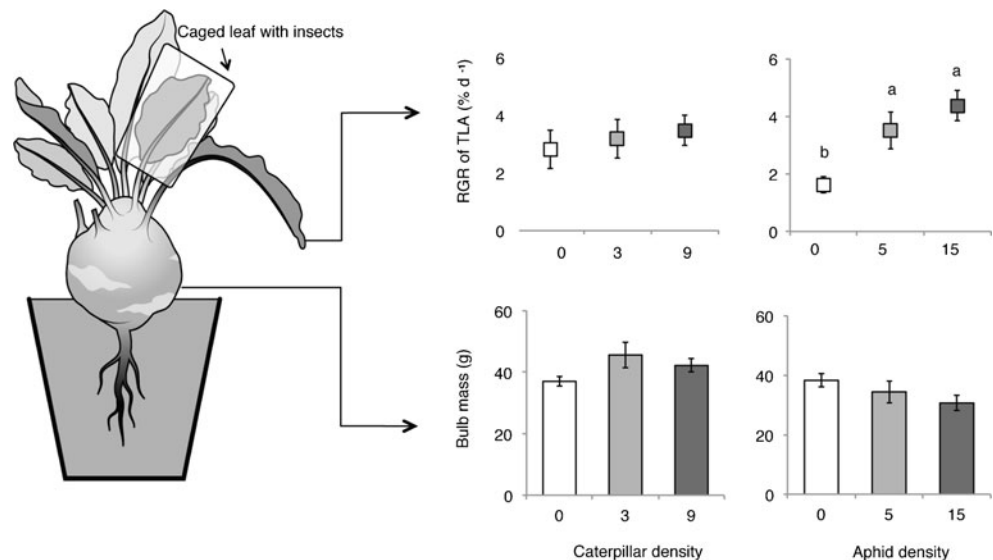 Caged leaf with insects
RGR of TLA (% d ⁻¹)
6
4
2
0
0 3 9
6
4
2
0
b
a
a
0 5 15
Bulb mass (g)
60
40
20
0
0 3 9
Caterpillar density
60
40
20
0
0 5 15
Aphid density